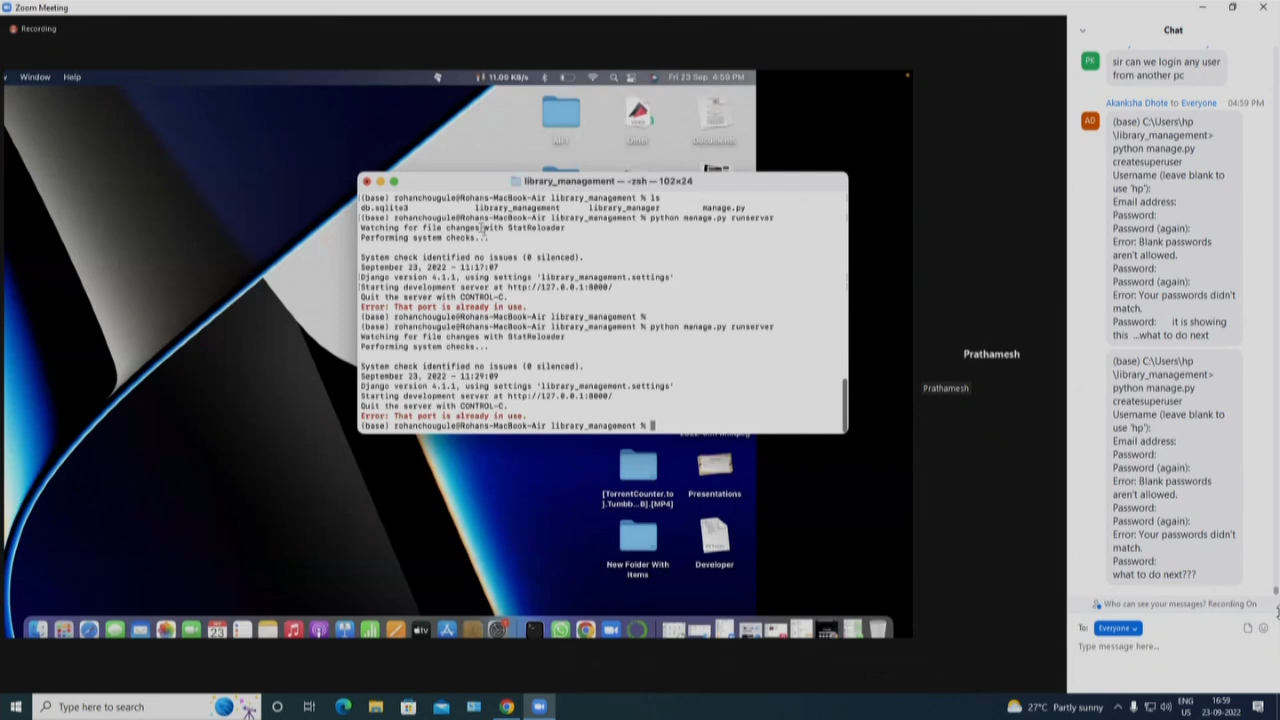 Zoom Meeting
Recording
Window Help
11.00 KB/s
Fri 23 Sep 4:59 PM
Documents
library_management — -zsh — 102×24
(base) rohanchougule@Rohans-MacBook-Air library_management % ls
db.sqlite3 library_management library_manager manage.py
(base) rohanchougule@Rohans-MacBook-Air library_management % python manage.py runserver
Watching for file changes with StatReloader
Performing system checks...
System check identified no issues (0 silenced).
September 23, 2022 - 11:17:07
Django version 4.1.1, using settings 'library_management.settings'
Starting development server at http://127.0.0.1:8000/
Quit the server with CONTROL-C.
Error: That port is already in use.
(base) rohanchougule@Rohans-MacBook-Air library_management %
(base) rohanchougule@Rohans-MacBook-Air library_management % python manage.py runserver
Watching for file changes with StatReloader
Performing system checks...
System check identified no issues (0 silenced).
September 23, 2022 - 11:29:09
Django version 4.1.1, using settings 'library_management.settings'
Starting development server at http://127.0.0.1:8000/
Quit the server with CONTROL-C.
Error: That port is already in use.
(base) rohanchougule@Rohans-MacBook-Air library_management %
[TorrentCounter.to
].Tumbb...B].[MP4]
Presentations
New Folder With
Items
Developer
Prathamesh
Prathamesh
Chat
PK
sir can we login any user
from another pc
Akanksha Dhote to Everyone 04:59 PM
AD
(base) C:\Users\hp
\library_management>
python manage.py
createsuperuser
Username (leave blank to
use 'hp'):
Email address:
Password:
Password (again):
Error: Blank passwords
aren't allowed.
Password:
Password (again):
Error: Your passwords didn't
match.
Password: it is showing
this ...what to do next
(base) C:\Users\hp
\library_management>
python manage.py
createsuperuser
Username (leave blank to
use 'hp'):
Email address:
Password:
Password (again):
Error: Blank passwords
aren't allowed.
Password:
Password (again):
Error: Your passwords didn't
match.
Password:
what to do next???
Who can see your messages? Recording On
To: Everyone
Type message here...
Type here to search
27°C Partly sunny
ENG
US
16:59
23-09-2022